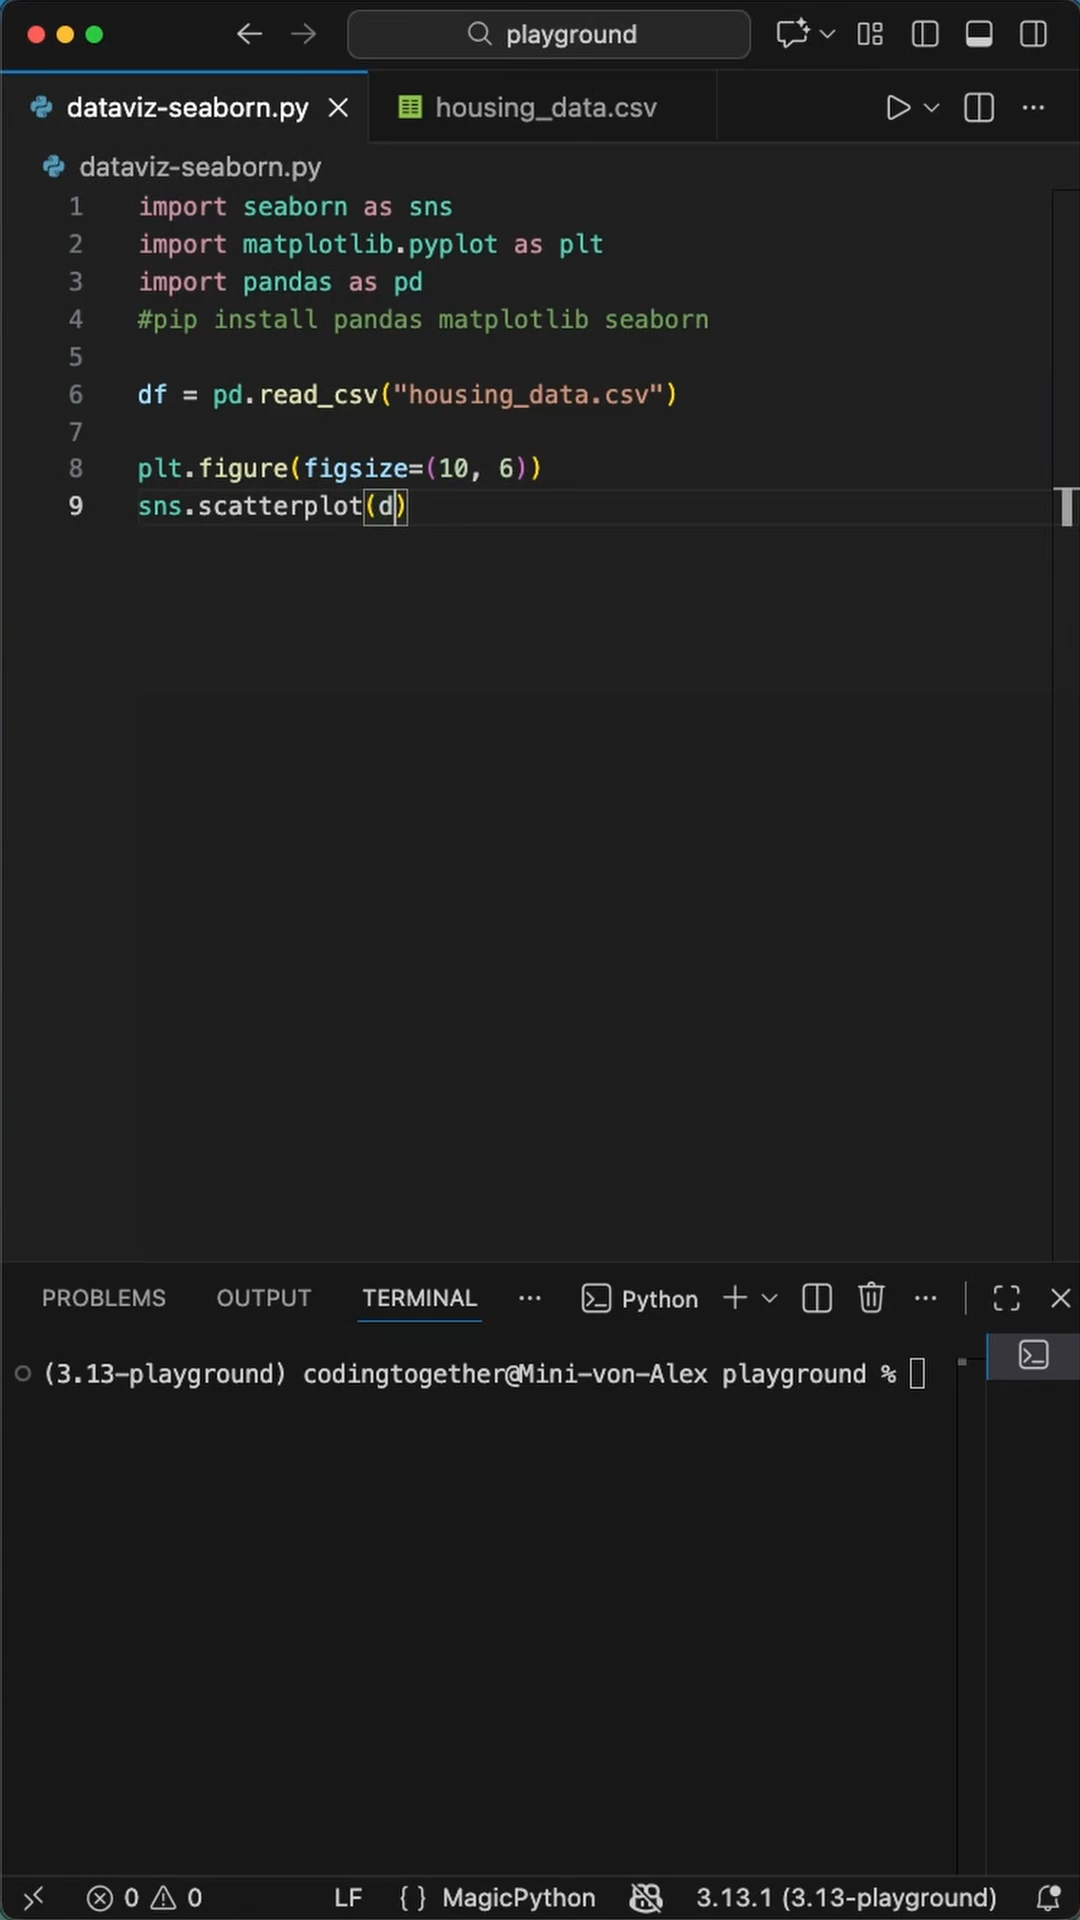 playground
dataviz-seaborn.py
housing_data.csv
dataviz-seaborn.py
1 import seaborn as sns
2 import matplotlib.pyplot as plt
3 import pandas as pd
4 #pip install pandas matplotlib seaborn
5
6 df = pd.read_csv("housing_data.csv")
7
8 plt.figure(figsize=(10, 6))
9 sns.scatterplot(d)
PROBLEMS OUTPUT TERMINAL ··· Python
(3.13-playground) codingtogether@Mini-von-Alex playground %
0 0 LF { } MagicPython 3.13.1 (3.13-playground)